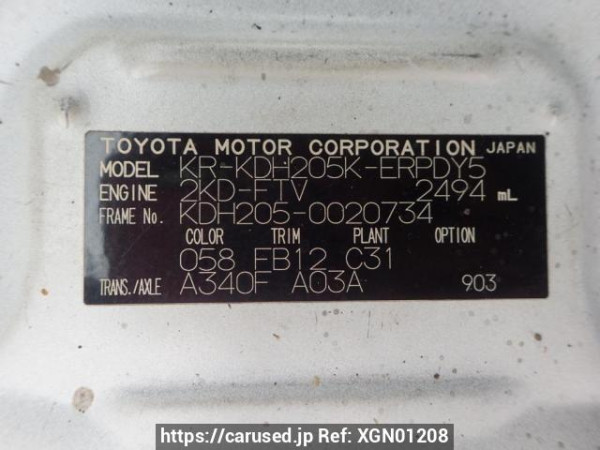 TOYOTA MOTOR CORPORATION JAPAN
MODEL KR-KDH205K-ERPDY5
ENGINE 2KD-FTV 2494 mL
FRAME No. KDH205-0020734
COLOR TRIM PLANT OPTION
058 FB12 C31
TRANS./AXLE A340F A03A 903
https://carused.jp Ref: XGN01208